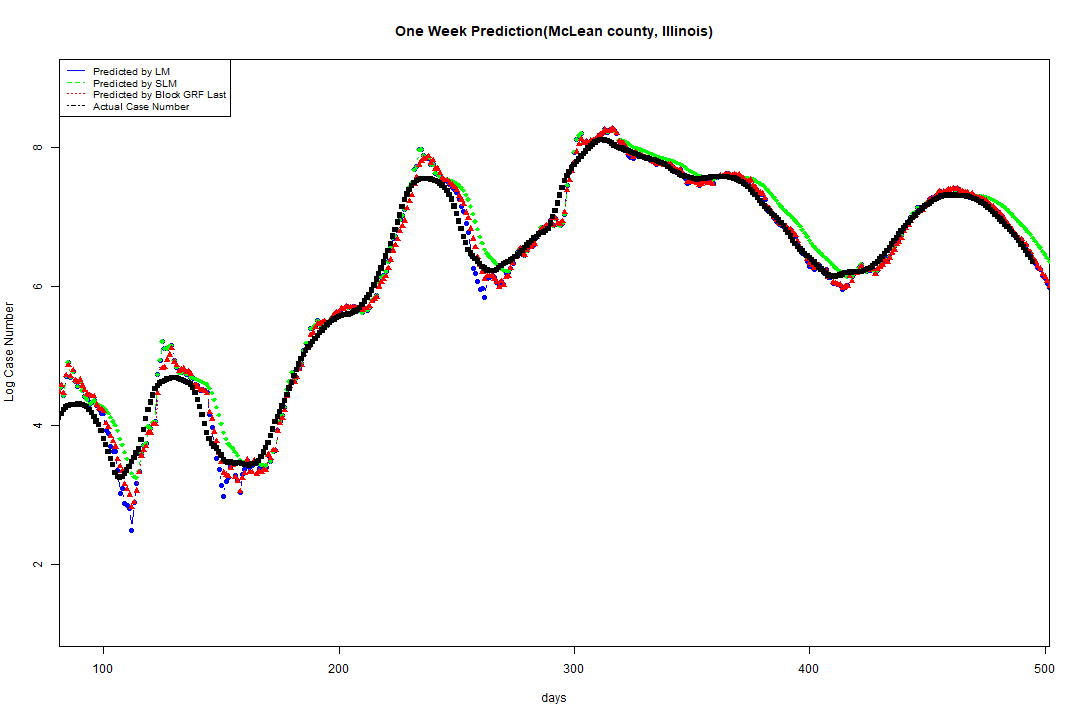 One Week Prediction(McLean county, Illinois)
Predicted by LM
Predicted by SLM
Predicted by Block GRF Last
Actual Case Number
8
6
4
2
Log Case Number
100 200 300 400 500
days